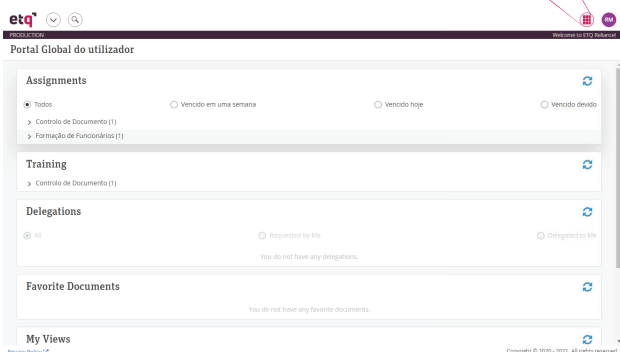 etq
RM
PRODUCTION
Welcome to ETQ Reliance!
Portal Global do utilizador
Assignments
Todos
Vencido em uma semana
Vencido hoje
Vencido devido
Controlo de Documento (1)
Formação de Funcionários (1)
Training
Controlo de Documento (1)
Delegations
All
Requested by Me
Delegated to Me
You do not have any delegations.
Favorite Documents
You do not have any favorite documents.
My Views
Privacy Policy
Copyright © 2020 - 2021. All rights reserved